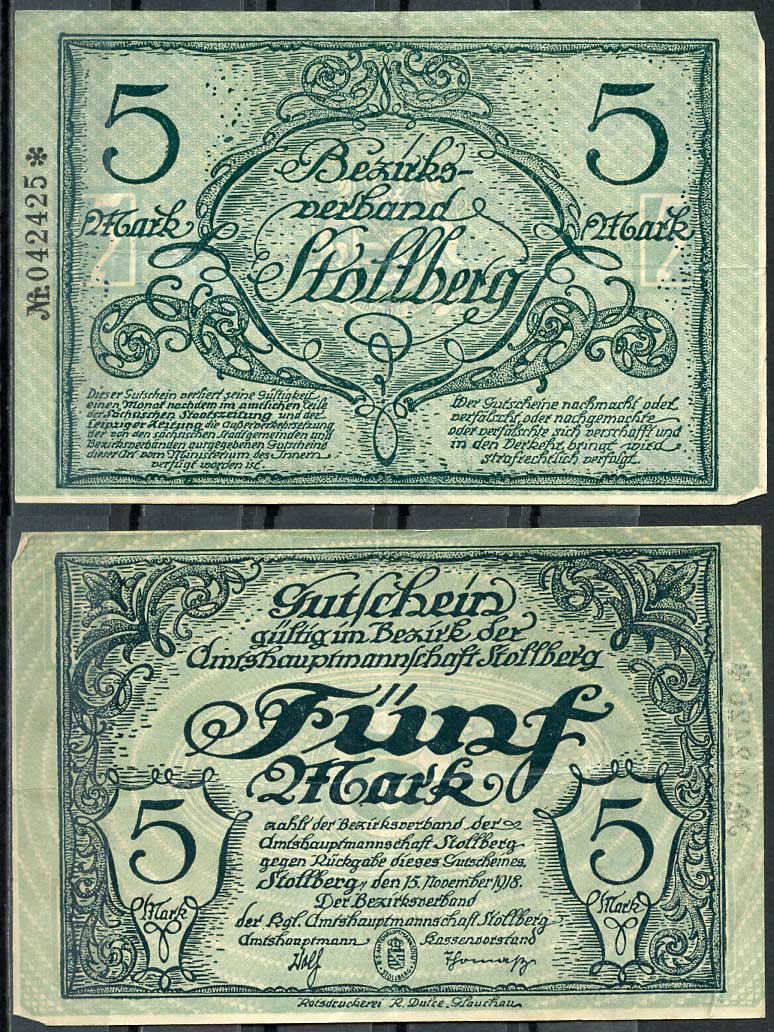 5
5
Mark
Mark
Bezirks-
verband
Stollberg
Nr. 042425 *
Dieser Gutschein verliert seine Gültigkeit
einen Monat nachdem im amtlichen Teile
der Sächsischen Staatszeitung und der
Leipziger Zeitung die Außerverkehrsetzung
der von den sächsischen Stadtgemeinden und
Bezirksverbänden ausgegebenen Gutscheine
dieser Art vom Ministerium des Innern
verfügt worden ist.
Wer Gutscheine nachmacht oder
verfälscht, oder nachgemachte
oder verfälschte sich verschafft und
in den Verkehr bringt, wird
strafrechtlich verfolgt.
Gutschein
gültig im Bezirk der
Amtshauptmannschaft Stollberg
Fünf
Mark
5
5
Mark
Mark
zahlt der Bezirksverband der
Amtshauptmannschaft Stollberg
gegen Rückgabe dieses Gutscheines.
Stollberg, den 15. November 1918.
Der Bezirksverband
der Kgl. Amtshauptmannschaft Stollberg
Amtshauptmann Kassenvorstand
Ratsdruckerei R. Dulce, Glauchau